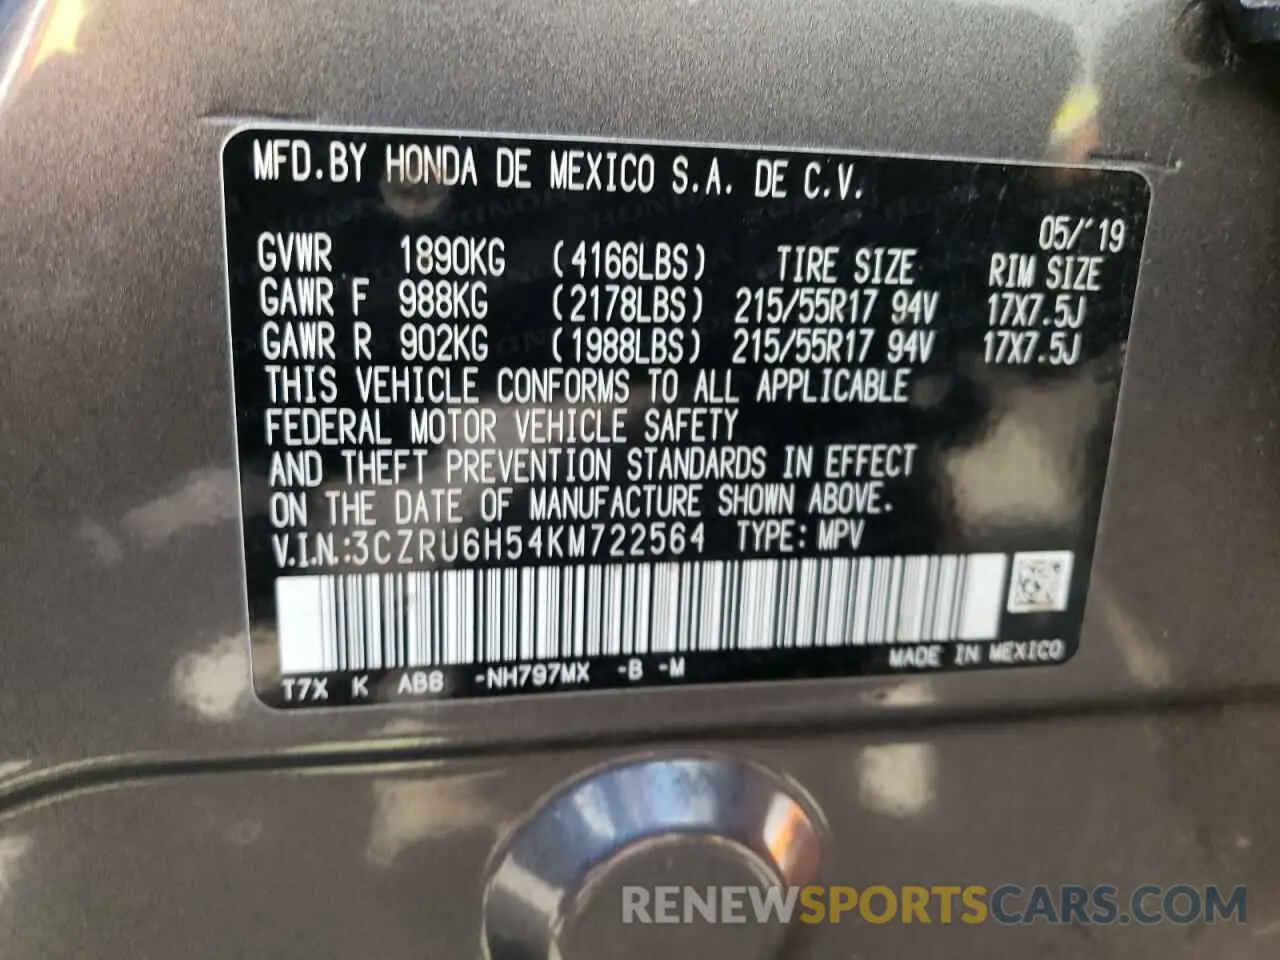 MFD.BY HONDA DE MEXICO S.A. DE C.V.
05/'19
GVWR 1890KG (4166LBS) TIRE SIZE RIM SIZE
GAWR F 988KG (2178LBS) 215/55R17 94V 17X7.5J
GAWR R 902KG (1988LBS) 215/55R17 94V 17X7.5J
THIS VEHICLE CONFORMS TO ALL APPLICABLE
FEDERAL MOTOR VEHICLE SAFETY
AND THEFT PREVENTION STANDARDS IN EFFECT
ON THE DATE OF MANUFACTURE SHOWN ABOVE.
V.I.N.:3CZRU6H54KM722564 TYPE: MPV
MADE IN MEXICO
T7X K AB8 -NH797MX -B -M
RENEWSPORTSCARS.COM